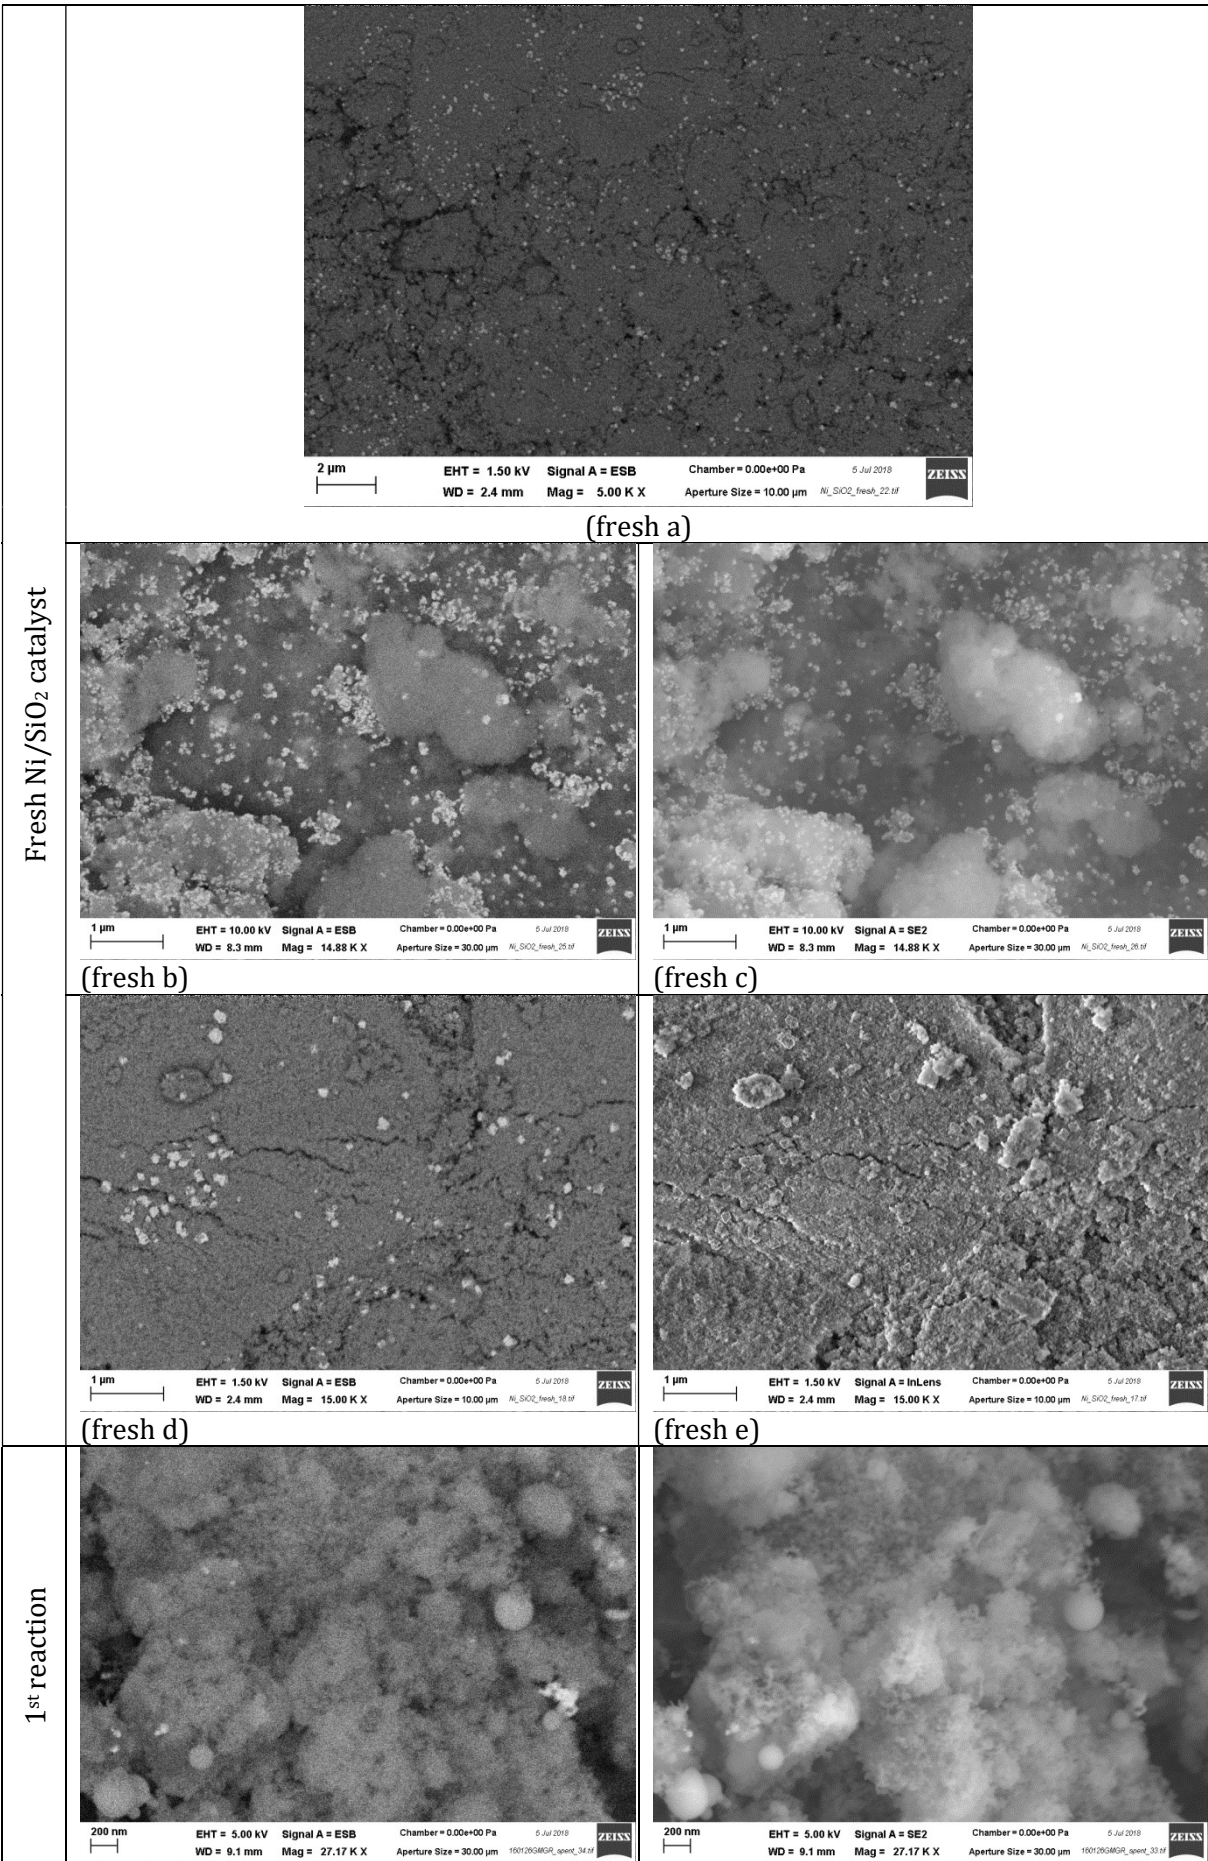 2 µm
EHT = 1.50 kV Signal A = ESB Chamber = 0.00e+00 Pa 5 Jul 2018 ZEISS
WD = 2.4 mm Mag = 5.00 K X Aperture Size = 10.00 µm Ni_SiO2_fresh_22.tif
(fresh a)
Fresh Ni/SiO₂ catalyst
1 µm
EHT = 10.00 kV Signal A = ESB Chamber = 0.00e+00 Pa 5 Jul 2018 ZEISS
WD = 8.3 mm Mag = 14.88 K X Aperture Size = 30.00 µm Ni_SiO2_fresh_25.tif
(fresh b)
1 µm
EHT = 10.00 kV Signal A = SE2 Chamber = 0.00e+00 Pa 5 Jul 2018 ZEISS
WD = 8.3 mm Mag = 14.88 K X Aperture Size = 30.00 µm Ni_SiO2_fresh_26.tif
(fresh c)
1 µm
EHT = 1.50 kV Signal A = ESB Chamber = 0.00e+00 Pa 5 Jul 2018 ZEISS
WD = 2.4 mm Mag = 15.00 K X Aperture Size = 10.00 µm Ni_SiO2_fresh_18.tif
(fresh d)
1 µm
EHT = 1.50 kV Signal A = InLens Chamber = 0.00e+00 Pa 5 Jul 2018 ZEISS
WD = 2.4 mm Mag = 15.00 K X Aperture Size = 10.00 µm Ni_SiO2_fresh_17.tif
(fresh e)
1st reaction
200 nm
EHT = 5.00 kV Signal A = ESB Chamber = 0.00e+00 Pa 5 Jul 2018 ZEISS
WD = 9.1 mm Mag = 27.17 K X Aperture Size = 30.00 µm 160126GMGR_spent_34.tif
200 nm
EHT = 5.00 kV Signal A = SE2 Chamber = 0.00e+00 Pa 5 Jul 2018 ZEISS
WD = 9.1 mm Mag = 27.17 K X Aperture Size = 30.00 µm 160126GMGR_spent_33.tif